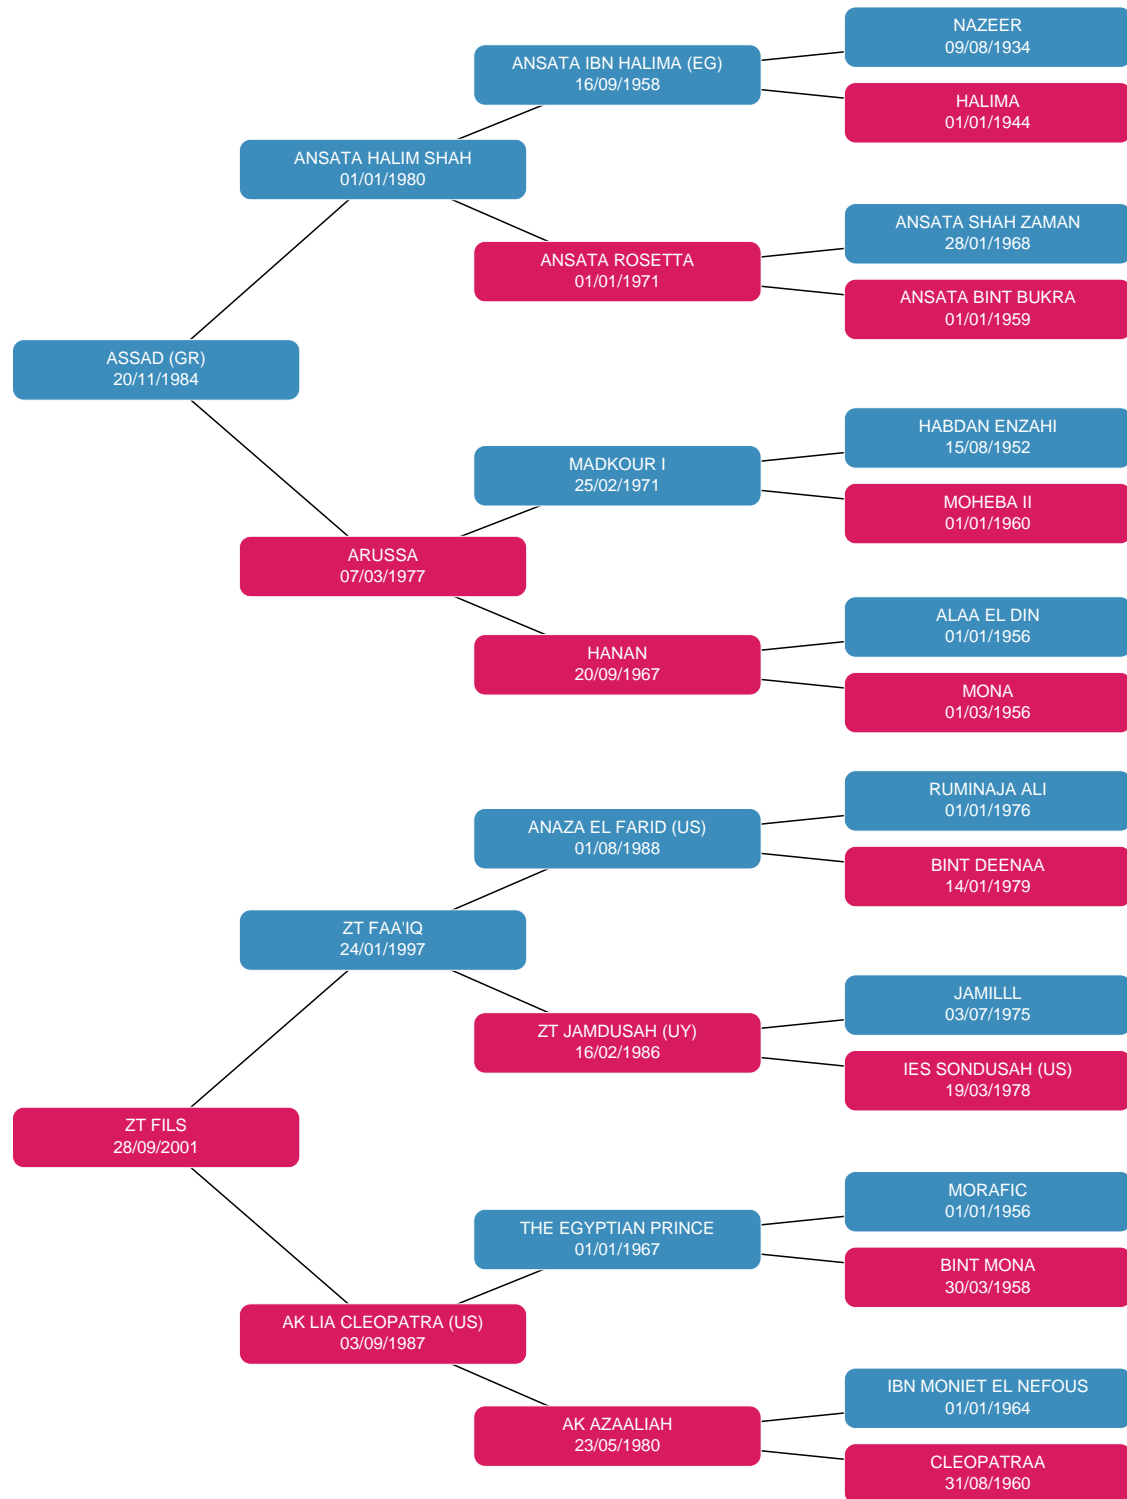 NAZEER
09/08/1934
ANSATA IBN HALIMA (EG)
16/09/1958
HALIMA
01/01/1944
ANSATA HALIM SHAH
01/01/1980
ANSATA SHAH ZAMAN
28/01/1968
ANSATA ROSETTA
01/01/1971
ANSATA BINT BUKRA
01/01/1959
ASSAD (GR)
20/11/1984
HABDAN ENZAHI
15/08/1952
MADKOUR I
25/02/1971
MOHEBA II
01/01/1960
ARUSSA
07/03/1977
ALAA EL DIN
01/01/1956
HANAN
20/09/1967
MONA
01/03/1956
RUMINAJA ALI
01/01/1976
ANAZA EL FARID (US)
01/08/1988
BINT DEENAA
14/01/1979
ZT FAA'IQ
24/01/1997
JAMILLL
03/07/1975
ZT JAMDUSAH (UY)
16/02/1986
IES SONDUSAH (US)
19/03/1978
ZT FILS
28/09/2001
MORAFIC
01/01/1956
THE EGYPTIAN PRINCE
01/01/1967
BINT MONA
30/03/1958
AK LIA CLEOPATRA (US)
03/09/1987
IBN MONIET EL NEFOUS
01/01/1964
AK AZAALIAH
23/05/1980
CLEOPATRAA
31/08/1960